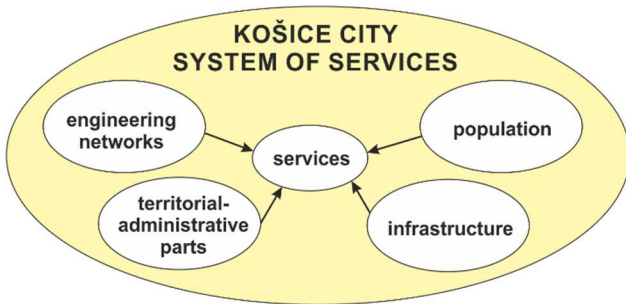 KOŠICE CITY
SYSTEM OF SERVICES
engineering
networks
population
services
territorial-
administrative
parts
infrastructure